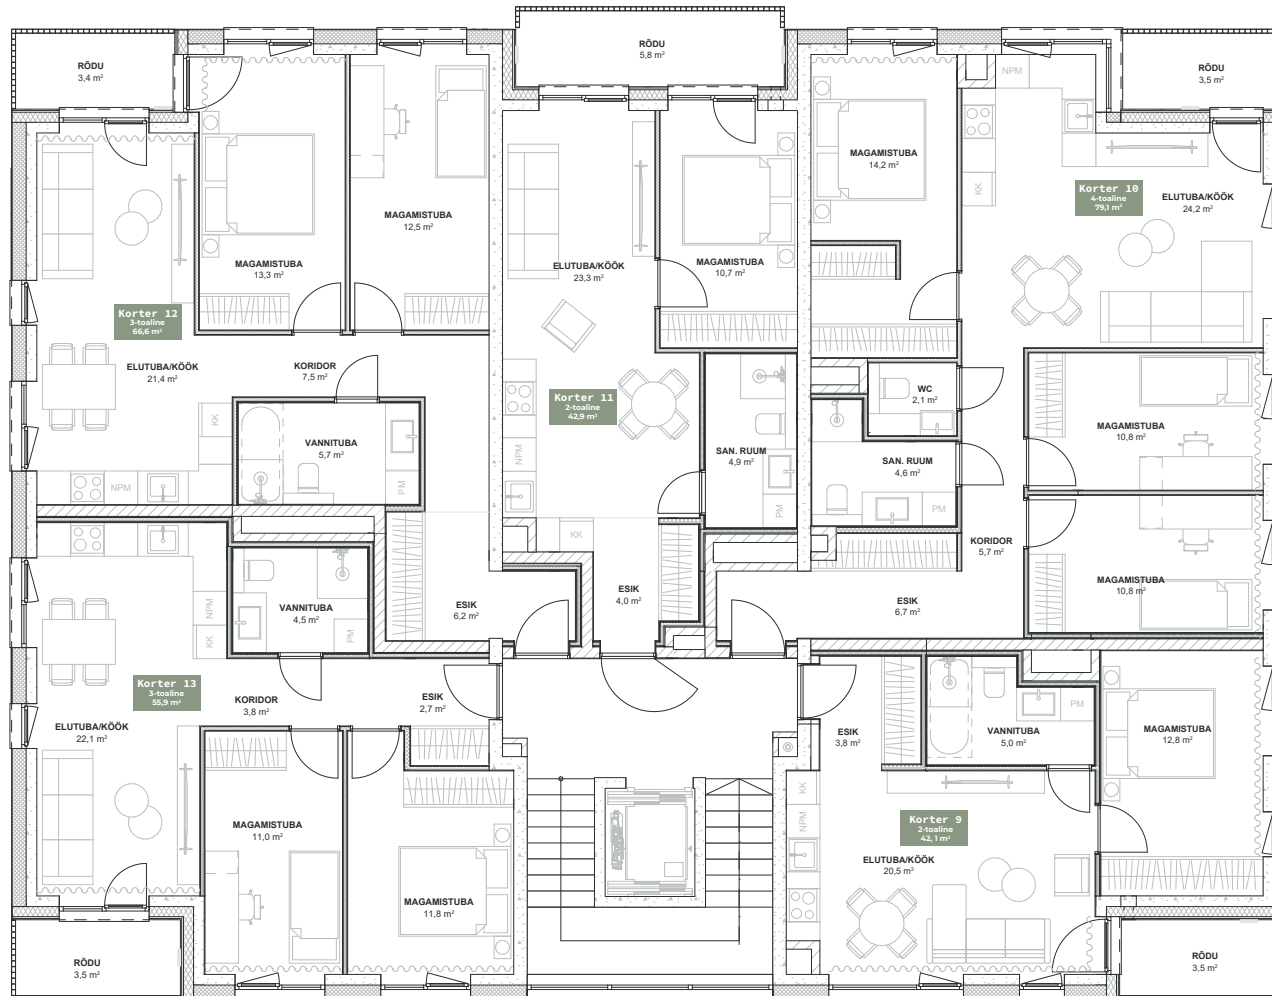 RÕDU
3,4 m²
RÕDU
5,8 m²
RÕDU
3,5 m²
NPM
MAGAMISTUBA
13,3 m²
MAGAMISTUBA
12,5 m²
ELUTUBA/KÖÖK
23,3 m²
MAGAMISTUBA
10,7 m²
MAGAMISTUBA
14,2 m²
KK
Korter 10
4-toaline
79,1 m²
ELUTUBA/KÖÖK
24,2 m²
Korter 12
3-toaline
66,6 m²
ELUTUBA/KÖÖK
21,4 m²
KORIDOR
7,5 m²
KK
VANNITUBA
5,7 m²
NPM
PM
Korter 11
2-toaline
42,9 m²
NPM
KK
SAN. RUUM
4,9 m²
PM
WC
2,1 m²
SAN. RUUM
4,6 m²
PM
MAGAMISTUBA
10,8 m²
KORIDOR
5,7 m²
MAGAMISTUBA
10,8 m²
VANNITUBA
4,5 m²
PM
NPM
KK
ESIK
6,2 m²
ESIK
4,0 m²
ESIK
6,7 m²
Korter 13
3-toaline
55,9 m²
ELUTUBA/KÖÖK
22,1 m²
KORIDOR
3,8 m²
ESIK
2,7 m²
ESIK
3,8 m²
VANNITUBA
5,0 m²
PM
MAGAMISTUBA
12,8 m²
KK
NPM
Korter 9
2-toaline
42,1 m²
ELUTUBA/KÖÖK
20,5 m²
MAGAMISTUBA
11,0 m²
MAGAMISTUBA
11,8 m²
RÕDU
3,5 m²
RÕDU
3,5 m²